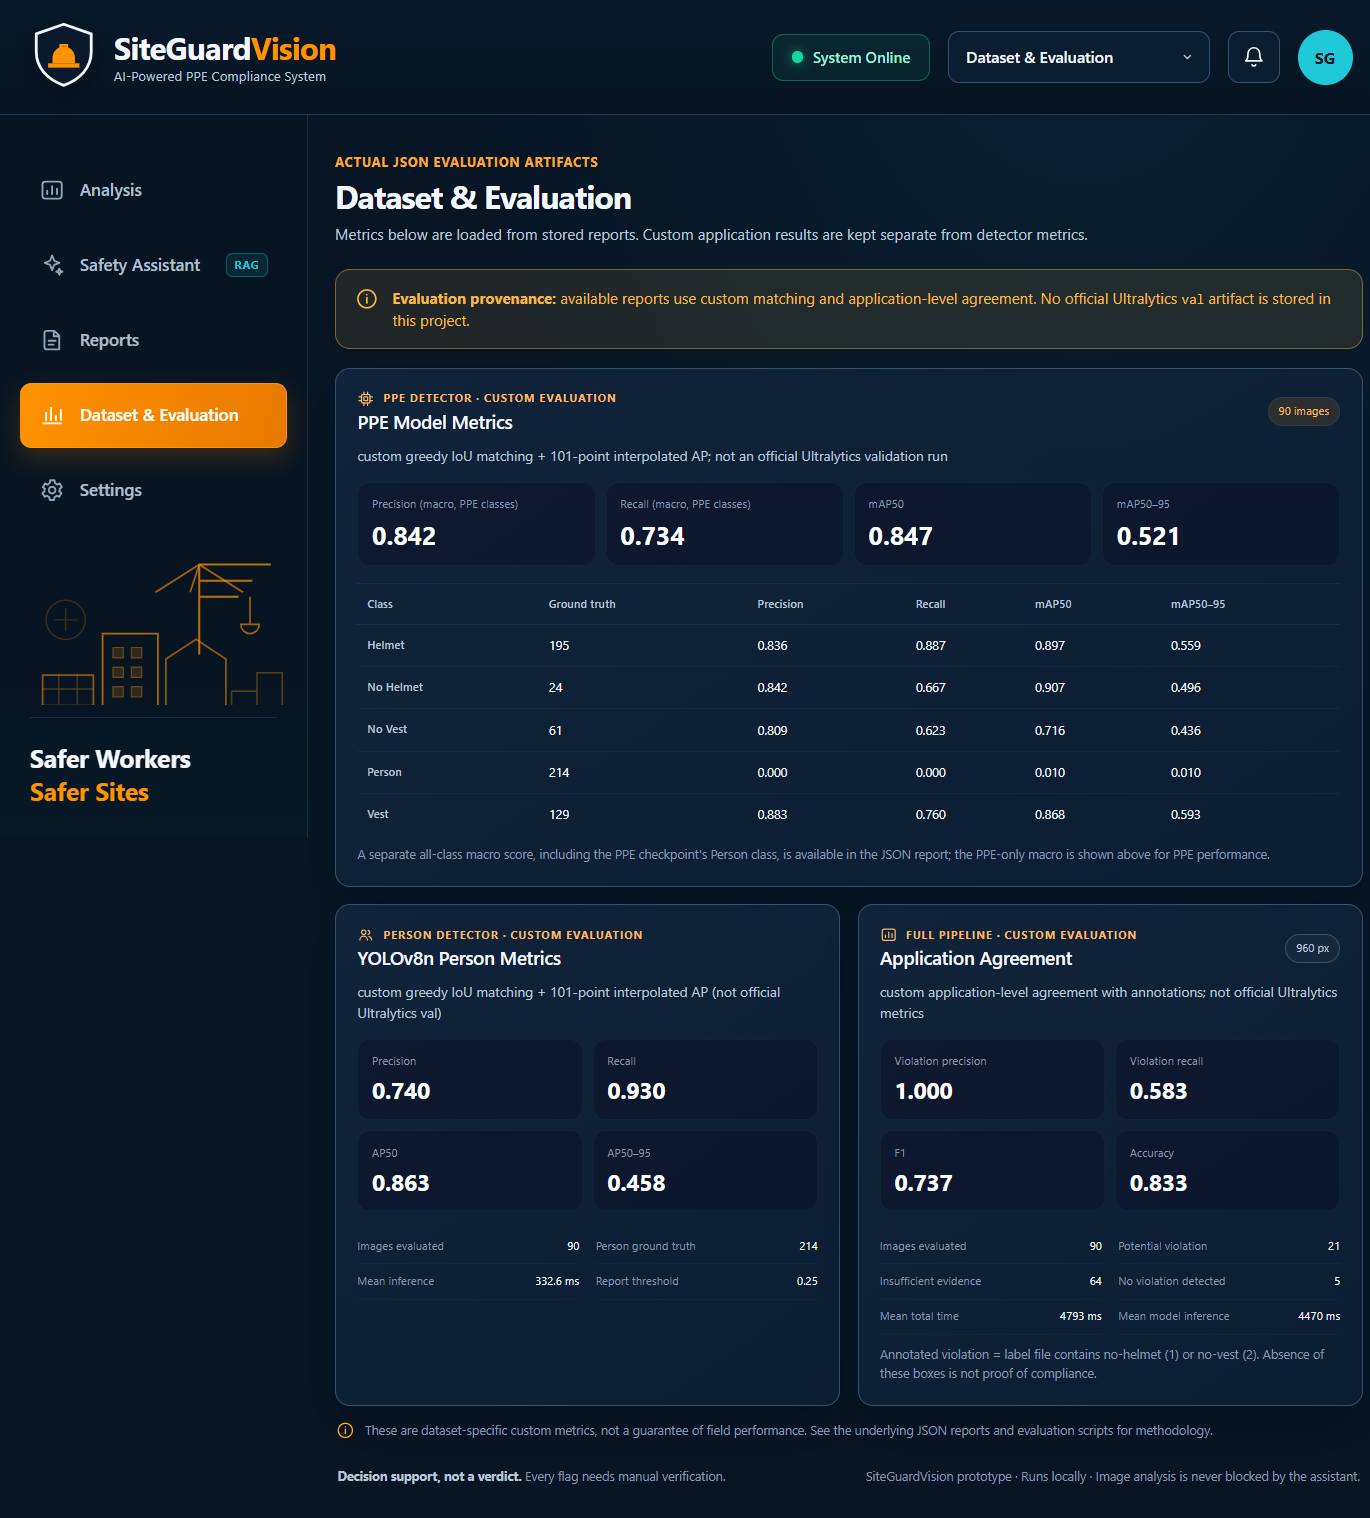 SiteGuardVision
AI-Powered PPE Compliance System
System Online
Dataset & Evaluation
SG
Analysis
Safety Assistant RAG
Reports
Dataset & Evaluation
Settings
Safer Workers
Safer Sites
ACTUAL JSON EVALUATION ARTIFACTS
Dataset & Evaluation
Metrics below are loaded from stored reports. Custom application results are kept separate from detector metrics.
Evaluation provenance: available reports use custom matching and application-level agreement. No official Ultralytics val artifact is stored in
this project.
PPE DETECTOR · CUSTOM EVALUATION
PPE Model Metrics
90 images
custom greedy IoU matching + 101-point interpolated AP; not an official Ultralytics validation run
Precision (macro, PPE classes) Recall (macro, PPE classes) mAP50 mAP50–95
0.842 0.734 0.847 0.521
Class Ground truth Precision Recall mAP50 mAP50–95
Helmet 195 0.836 0.887 0.897 0.559
No Helmet 24 0.842 0.667 0.907 0.496
No Vest 61 0.809 0.623 0.716 0.436
Person 214 0.000 0.000 0.010 0.010
Vest 129 0.883 0.760 0.868 0.593
A separate all-class macro score, including the PPE checkpoint's Person class, is available in the JSON report; the PPE-only macro is shown above for PPE performance.
PERSON DETECTOR · CUSTOM EVALUATION
YOLOv8n Person Metrics
custom greedy IoU matching + 101-point interpolated AP (not official
Ultralytics val)
Precision Recall
0.740 0.930
AP50 AP50–95
0.863 0.458
Images evaluated 90 Person ground truth 214
Mean inference 332.6 ms Report threshold 0.25
FULL PIPELINE · CUSTOM EVALUATION
Application Agreement
960 px
custom application-level agreement with annotations; not official Ultralytics
metrics
Violation precision Violation recall
1.000 0.583
F1 Accuracy
0.737 0.833
Images evaluated 90 Potential violation 21
Insufficient evidence 64 No violation detected 5
Mean total time 4793 ms Mean model inference 4470 ms
Annotated violation = label file contains no-helmet (1) or no-vest (2). Absence of
these boxes is not proof of compliance.
These are dataset-specific custom metrics, not a guarantee of field performance. See the underlying JSON reports and evaluation scripts for methodology.
Decision support, not a verdict. Every flag needs manual verification.
SiteGuardVision prototype · Runs locally · Image analysis is never blocked by the assistant.